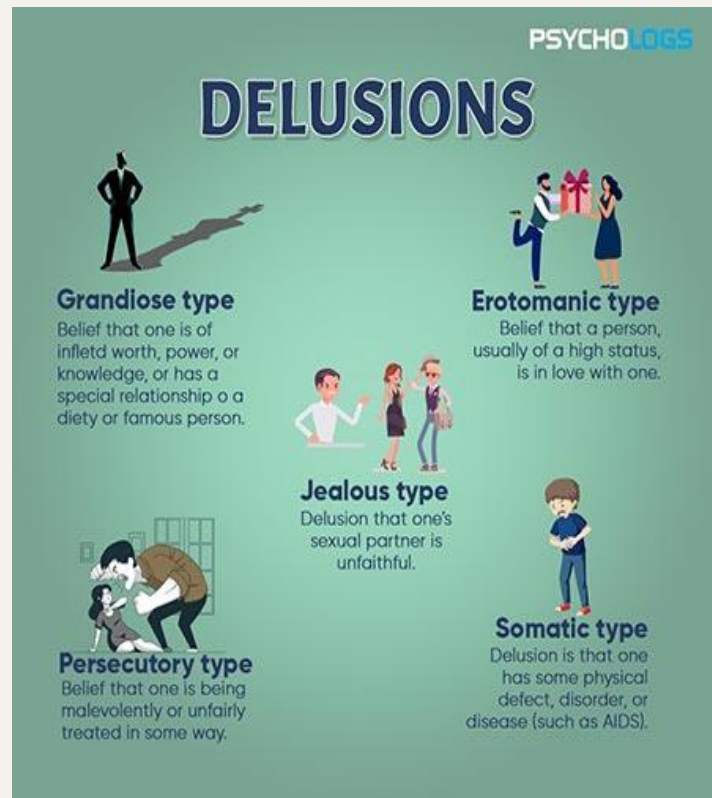 PSYCHOLOGS
DELUSIONS
Grandiose type
Belief that one is of
infletd worth, power, or
knowledge, or has a
special relationship o a
diety or famous person.
Erotomanic type
Belief that a person,
usually of a high status,
is in love with one.
Jealous type
Delusion that one's
sexual partner is
unfaithful.
Persecutory type
Belief that one is being
malevolently or unfairly
treated in some way.
Somatic type
Delusion is that one
has some physical
defect, disorder, or
disease (such as AIDS).